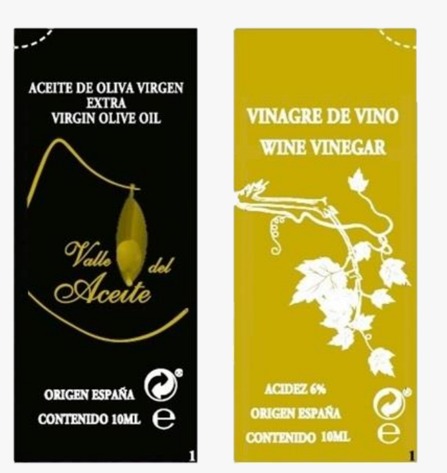 ACEITE DE OLIVA VIRGEN
EXTRA
VIRGIN OLIVE OIL
Valle del
Aceite
ORIGEN ESPAÑA
CONTENIDO 10ML e
1
VINAGRE DE VINO
WINE VINEGAR
ACIDEZ 6%
ORIGEN ESPAÑA
CONTENIDO 10ML e
1